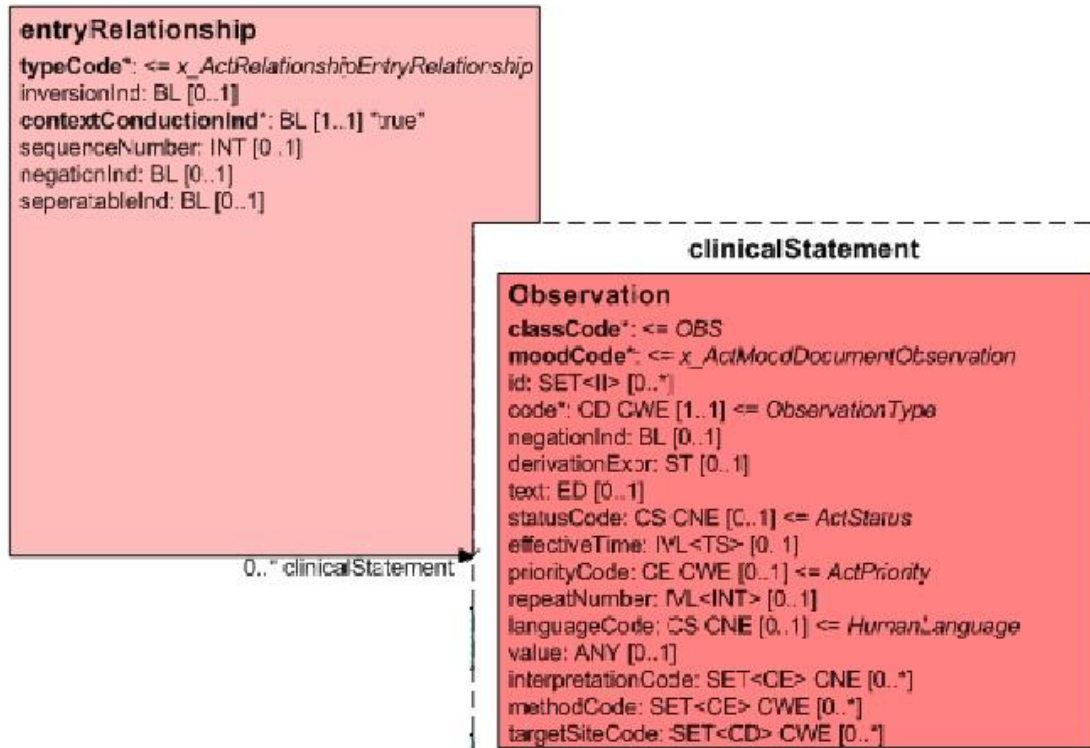 entryRelationship
typeCode*: <= x_ActRelationshipEntryRelationship
inversionInd: BL [0..1]
contextConductionInd*: BL [1..1] "true"
sequenceNumber: INT [0..1]
negationInd: BL [0..1]
seperatableInd: BL [0..1]
0..* clinicalStatement
clinicalStatement
Observation
classCode*: <= OBS
moodCode*: <= x_ActMoodDocumentObservation
id: SET<II> [0..*]
code*: CD CWE [1..1] <= ObservationType
negationInd: BL [0..1]
derivationExpr: ST [0..1]
text: ED [0..1]
statusCode: CS CNE [0..1] <= ActStatus
effectiveTime: IVL<TS> [0..1]
priorityCode: CE CWE [0..1] <= ActPriority
repeatNumber: IVL<INT> [0..1]
languageCode: CS CNE [0..1] <= HumanLanguage
value: ANY [0..1]
interpretationCode: SET<CE> CNE [0..*]
methodCode: SET<CE> CWE [0..*]
targetSiteCode: SET<CD> CWE [0..*]